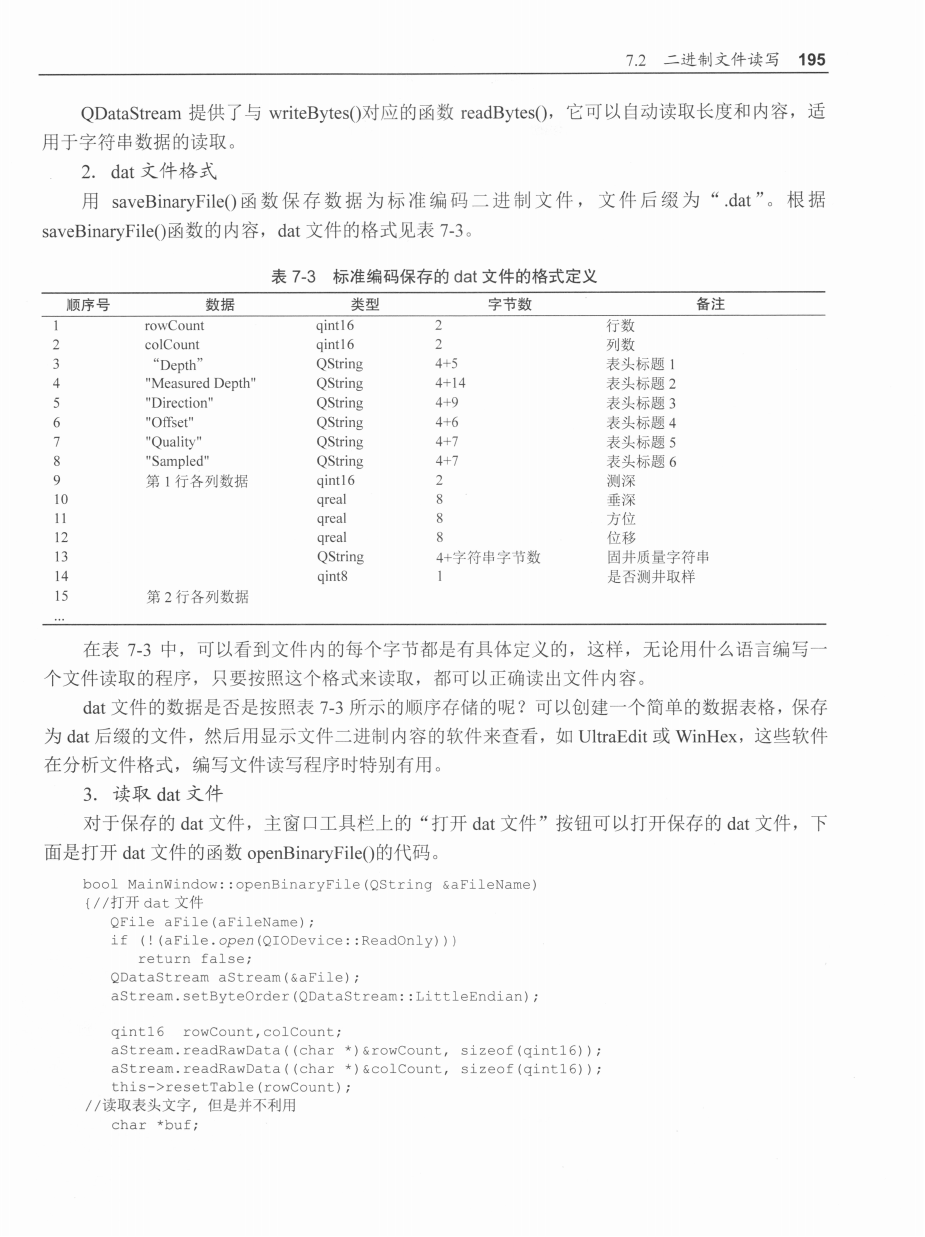 7.2 二进制文件读写 195
QDataStream 提供了与 writeBytes()对应的函数 readBytes()，它可以自动读取长度和内容，适
用于字符串数据的读取。
2. dat 文件格式
用 saveBinaryFile()函数保存数据为标准编码二进制文件，文件后缀为“.dat”。根据
saveBinaryFile()函数的内容，dat 文件的格式见表 7-3。
表 7-3 标准编码保存的 dat 文件的格式定义
顺序号 数据 类型 字节数 备注
1 rowCount qint16 2 行数
2 colCount qint16 2 列数
3 “Depth” QString 4+5 表头标题 1
4 "Measured Depth" QString 4+14 表头标题 2
5 "Direction" QString 4+9 表头标题 3
6 "Offset" QString 4+6 表头标题 4
7 "Quality" QString 4+7 表头标题 5
8 "Sampled" QString 4+7 表头标题 6
9 第 1 行各列数据 qint16 2 测深
10 qreal 8 垂深
11 qreal 8 方位
12 qreal 8 位移
13 QString 4+字符串字节数 固井质量字符串
14 qint8 1 是否测井取样
15 第 2 行各列数据
...
在表 7-3 中，可以看到文件内的每个字节都是有具体定义的，这样，无论用什么语言编写一
个文件读取的程序，只要按照这个格式来读取，都可以正确读出文件内容。
dat 文件的数据是否是按照表 7-3 所示的顺序存储的呢？可以创建一个简单的数据表格，保存
为 dat 后缀的文件，然后用显示文件二进制内容的软件来查看，如 UltraEdit 或 WinHex，这些软件
在分析文件格式，编写文件读写程序时特别有用。
3. 读取 dat 文件
对于保存的 dat 文件，主窗口工具栏上的“打开 dat 文件”按钮可以打开保存的 dat 文件，下
面是打开 dat 文件的函数 openBinaryFile()的代码。
bool MainWindow::openBinaryFile(QString &aFileName)
{//打开 dat 文件
QFile aFile(aFileName);
if (!(aFile.open(QIODevice::ReadOnly)))
return false;
QDataStream aStream(&aFile);
aStream.setByteOrder(QDataStream::LittleEndian);
qint16 rowCount,colCount;
aStream.readRawData((char *)&rowCount, sizeof(qint16));
aStream.readRawData((char *)&colCount, sizeof(qint16));
this->resetTable(rowCount);
//读取表头文字, 但是并不利用
char *buf;